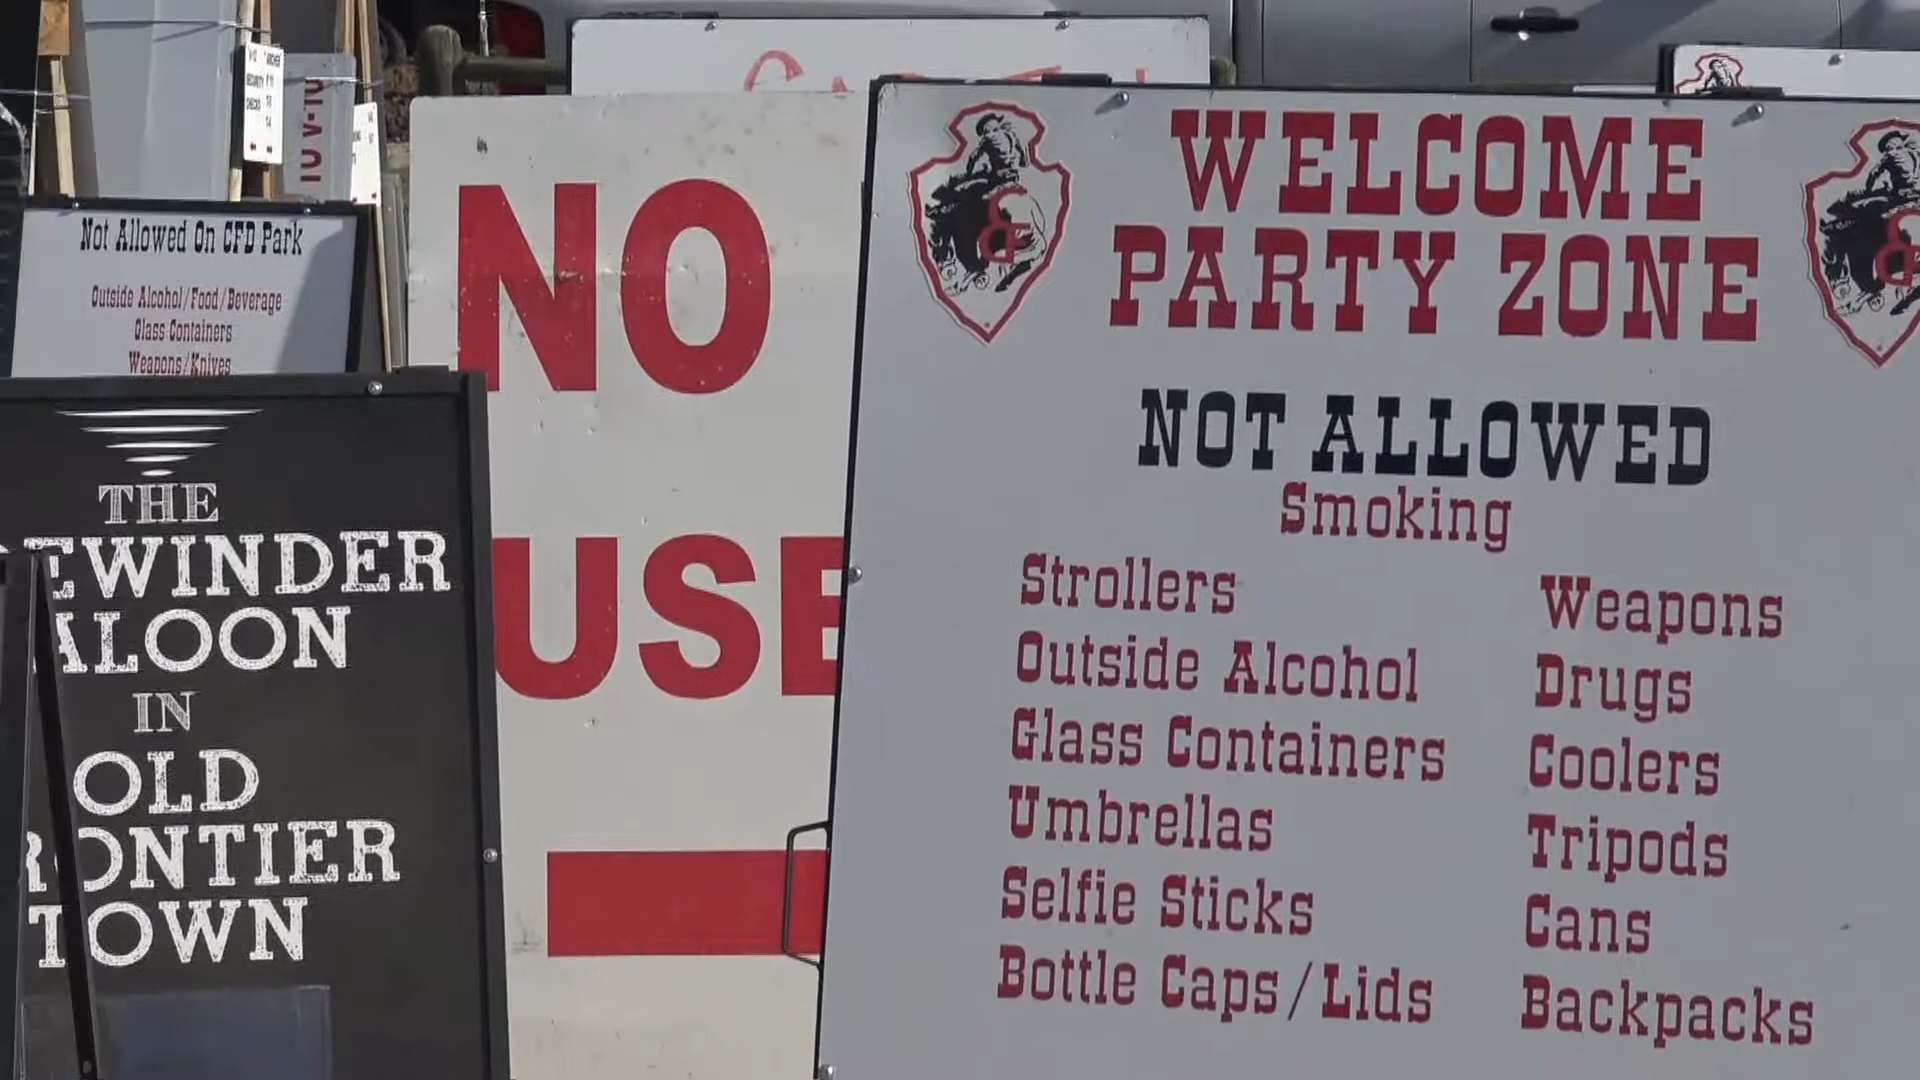 Not Allowed On CFD Park
Outside Alcohol/Food/Beverage
Glass Containers
Weapons/Knives
THE
EWINDER
ALOON
IN
OLD
RONTIER
TOWN
NO
USE
WELCOME
PARTY ZONE
NOT ALLOWED
Smoking
Strollers
Outside Alcohol
Glass Containers
Umbrellas
Selfie Sticks
Bottle Caps/Lids
Weapons
Drugs
Coolers
Tripods
Cans
Backpacks